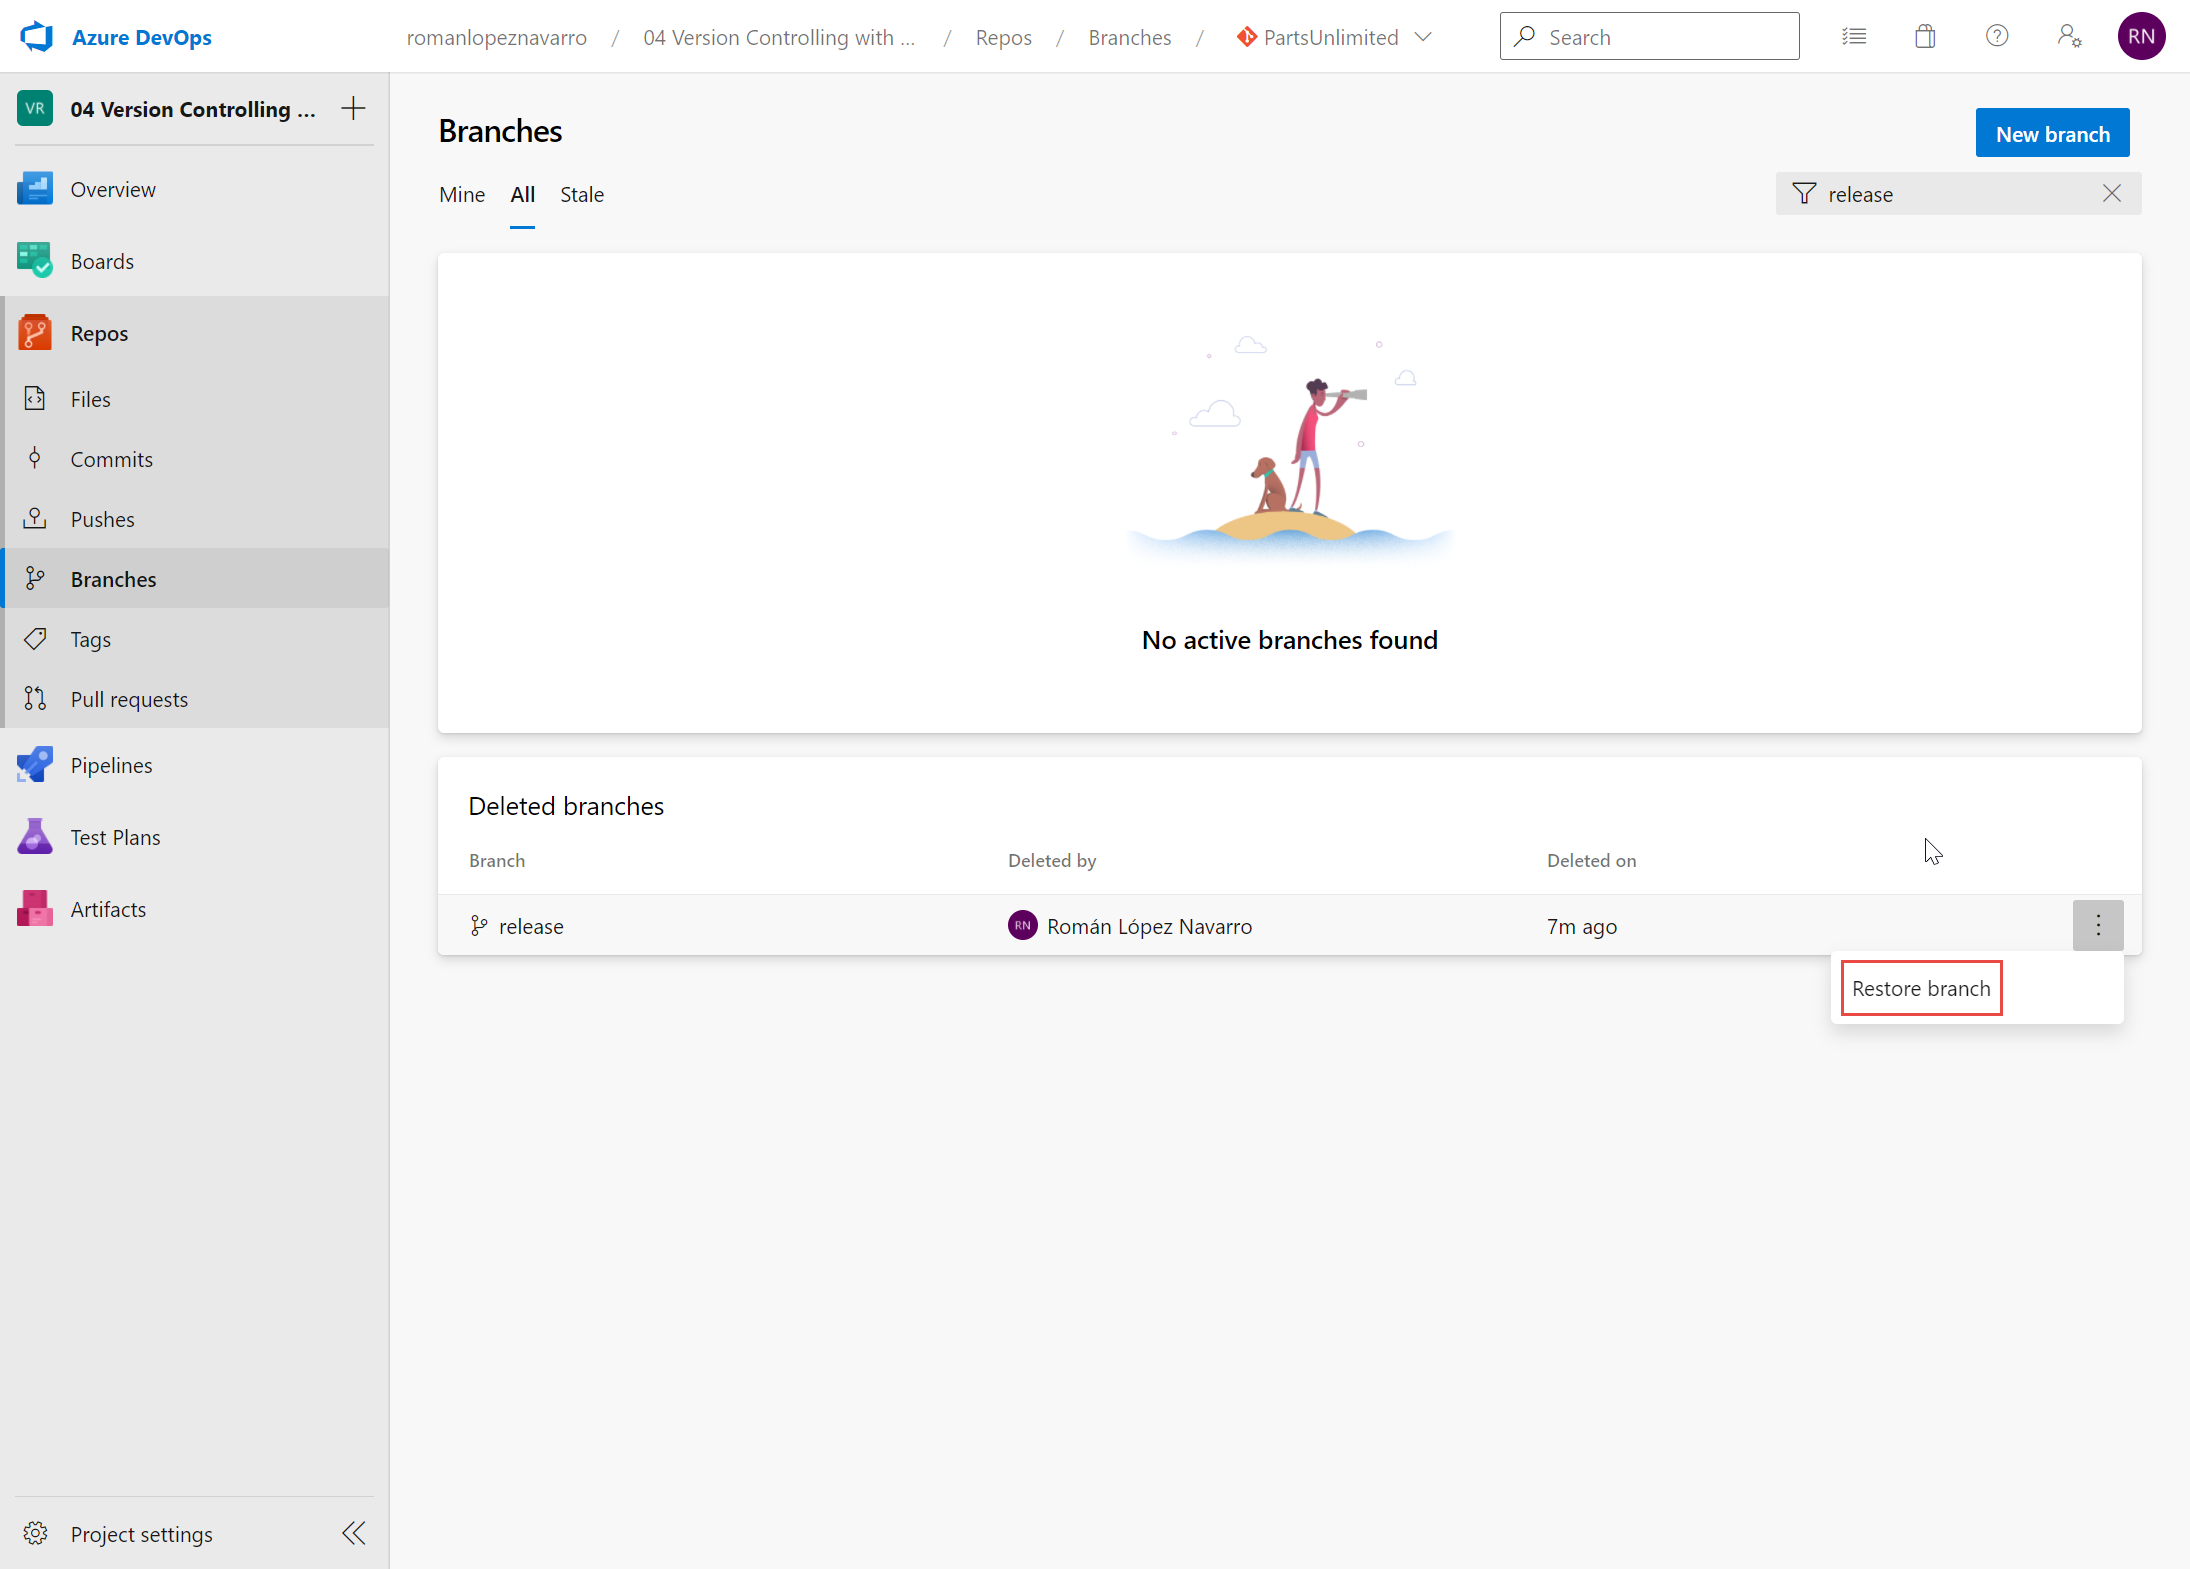 Azure DevOps
romanlopeznavarro / 04 Version Controlling with ... / Repos / Branches / PartsUnlimited
Search
RN
VR 04 Version Controlling ...
Overview
Boards
Repos
Files
Commits
Pushes
Branches
Tags
Pull requests
Pipelines
Test Plans
Artifacts
Project settings
Branches
New branch
Mine All Stale
release
No active branches found
Deleted branches
Branch Deleted by Deleted on
release RN Román López Navarro 7m ago
Restore branch